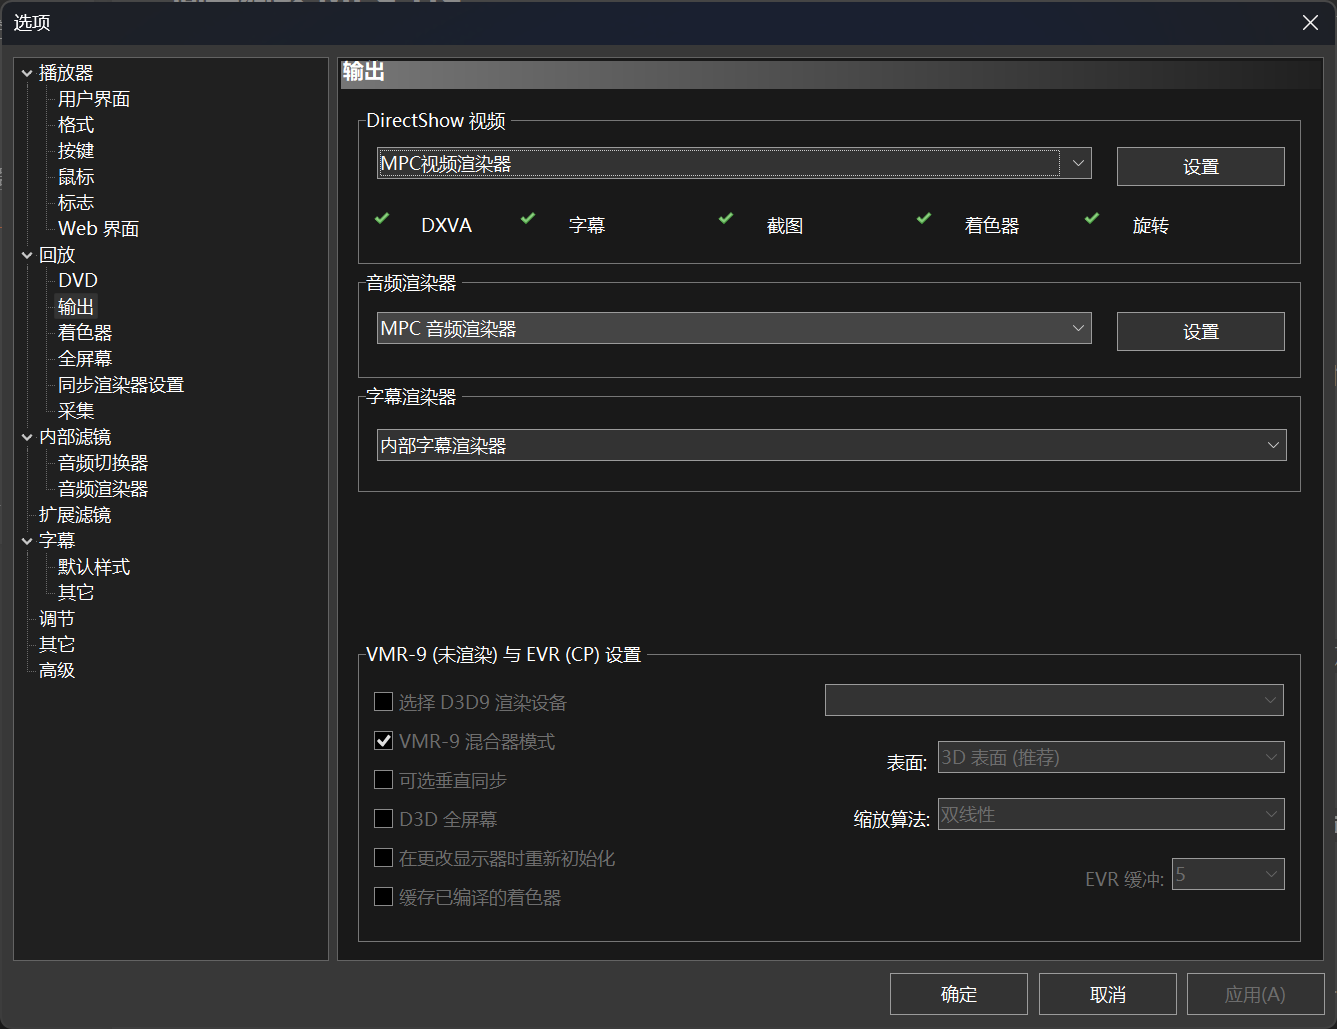 选项
播放器
用户界面
格式
按键
鼠标
标志
Web 界面
回放
DVD
输出
着色器
全屏幕
同步渲染器设置
采集
内部滤镜
音频切换器
音频渲染器
扩展滤镜
字幕
默认样式
其它
调节
其它
高级
输出
DirectShow 视频
MPC视频渲染器
设置
DXVA
字幕
截图
着色器
旋转
音频渲染器
MPC 音频渲染器
设置
字幕渲染器
内部字幕渲染器
VMR-9 (未渲染) 与 EVR (CP) 设置
选择 D3D9 渲染设备
VMR-9 混合器模式
表面:
3D 表面 (推荐)
可选垂直同步
D3D 全屏幕
缩放算法:
双线性
在更改显示器时重新初始化
EVR 缓冲:
5
缓存已编译的着色器
确定
取消
应用(A)